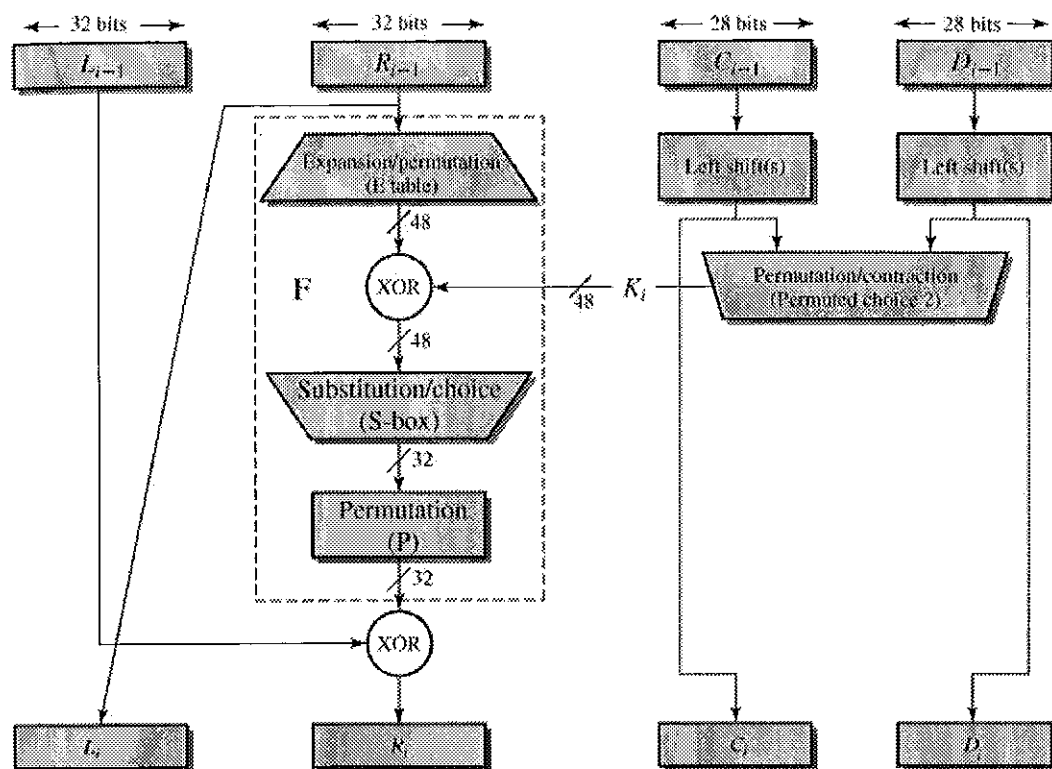 32 bits
32 bits
28 bits
28 bits
L_{i-1}
R_{i-1}
C_{i-1}
D_{i-1}
Expansion/permutation
(E table)
Left shift(s)
Left shift(s)
48
F
XOR
48
K_i
Permutation/contraction
(Permuted choice 2)
48
Substitution/choice
(S-box)
32
Permutation
(P)
32
XOR
L_i
R_i
C_i
D_i